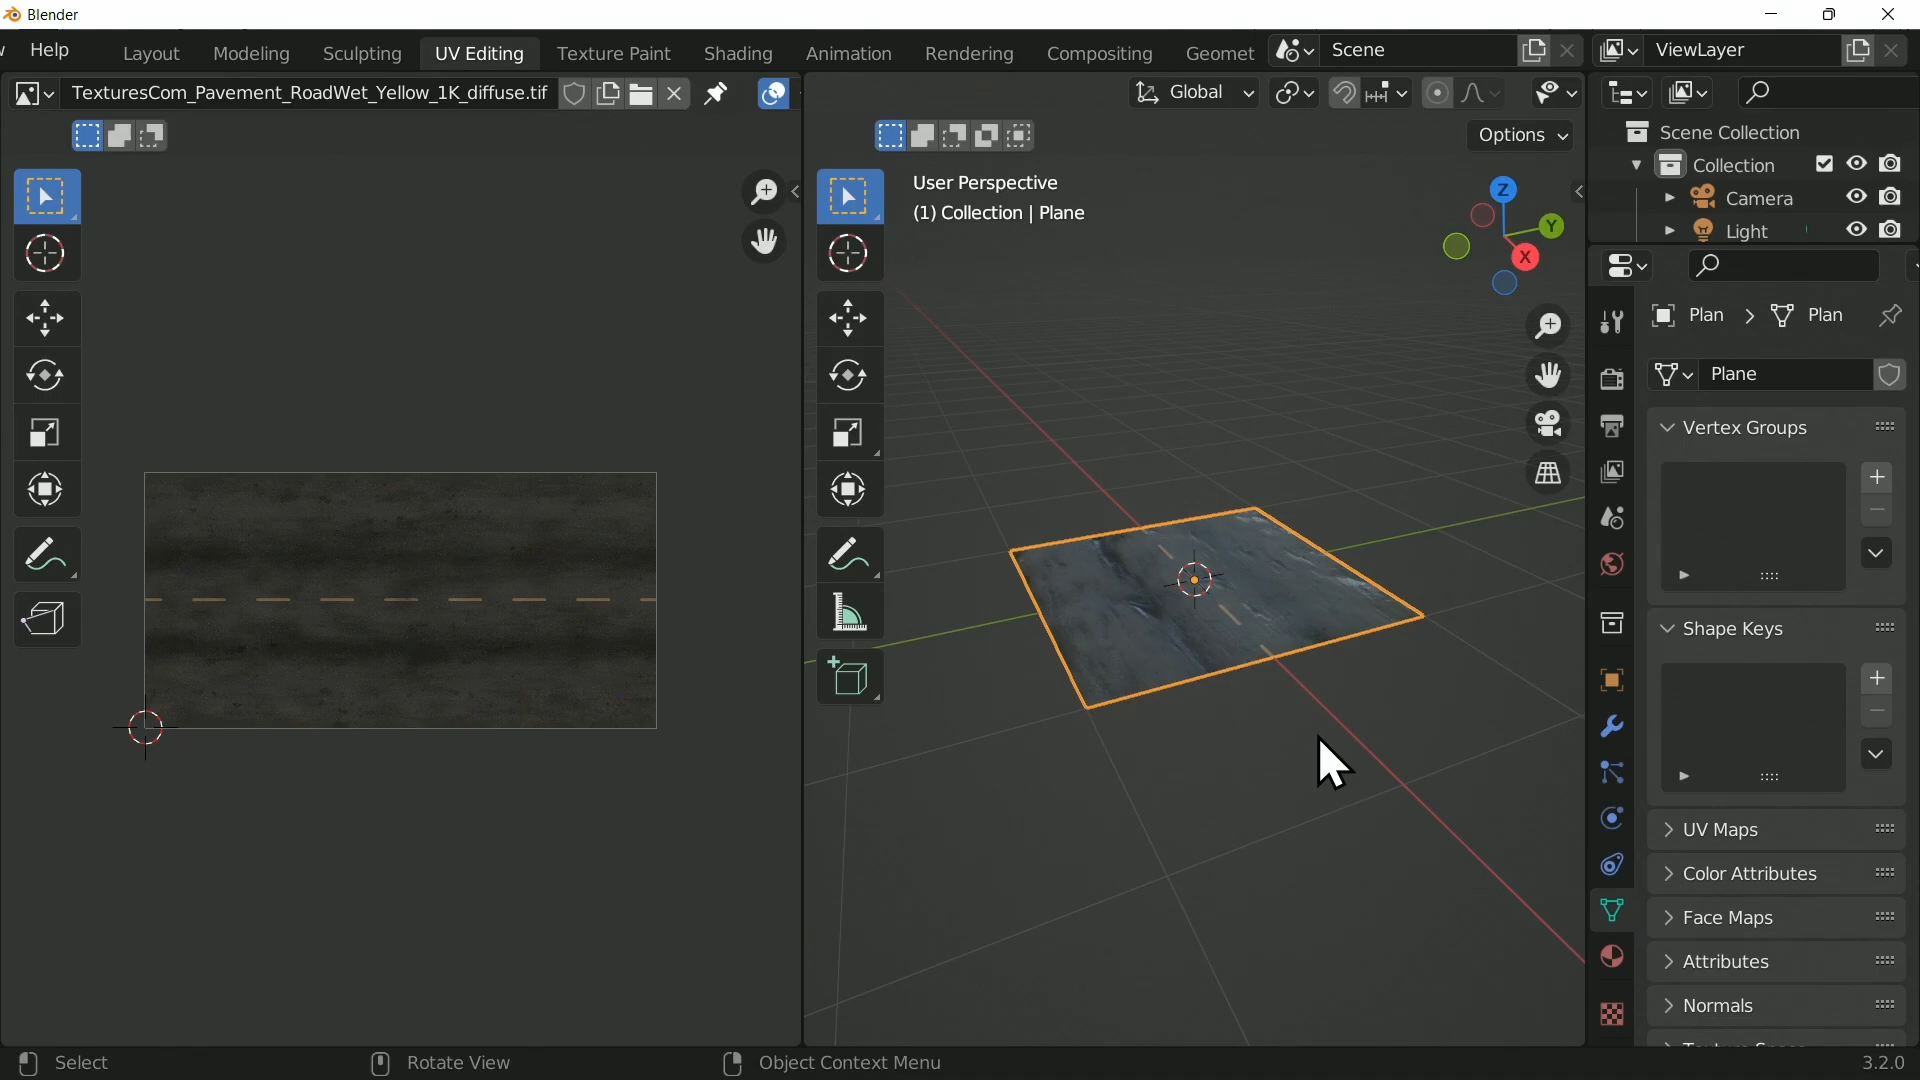 Blender
Help
Layout
Modeling
Sculpting
UV Editing
Texture Paint
Shading
Animation
Rendering
Compositing
Geomet
Scene
ViewLayer
TexturesCom_Pavement_RoadWet_Yellow_1K_diffuse.tif
Global
Options
User Perspective
(1) Collection | Plane
Z
Y
X
Scene Collection
Collection
Camera
Light
Plan
Plan
Plane
Vertex Groups
Shape Keys
UV Maps
Color Attributes
Face Maps
Attributes
Normals
Select
Rotate View
Object Context Menu
3.2.0